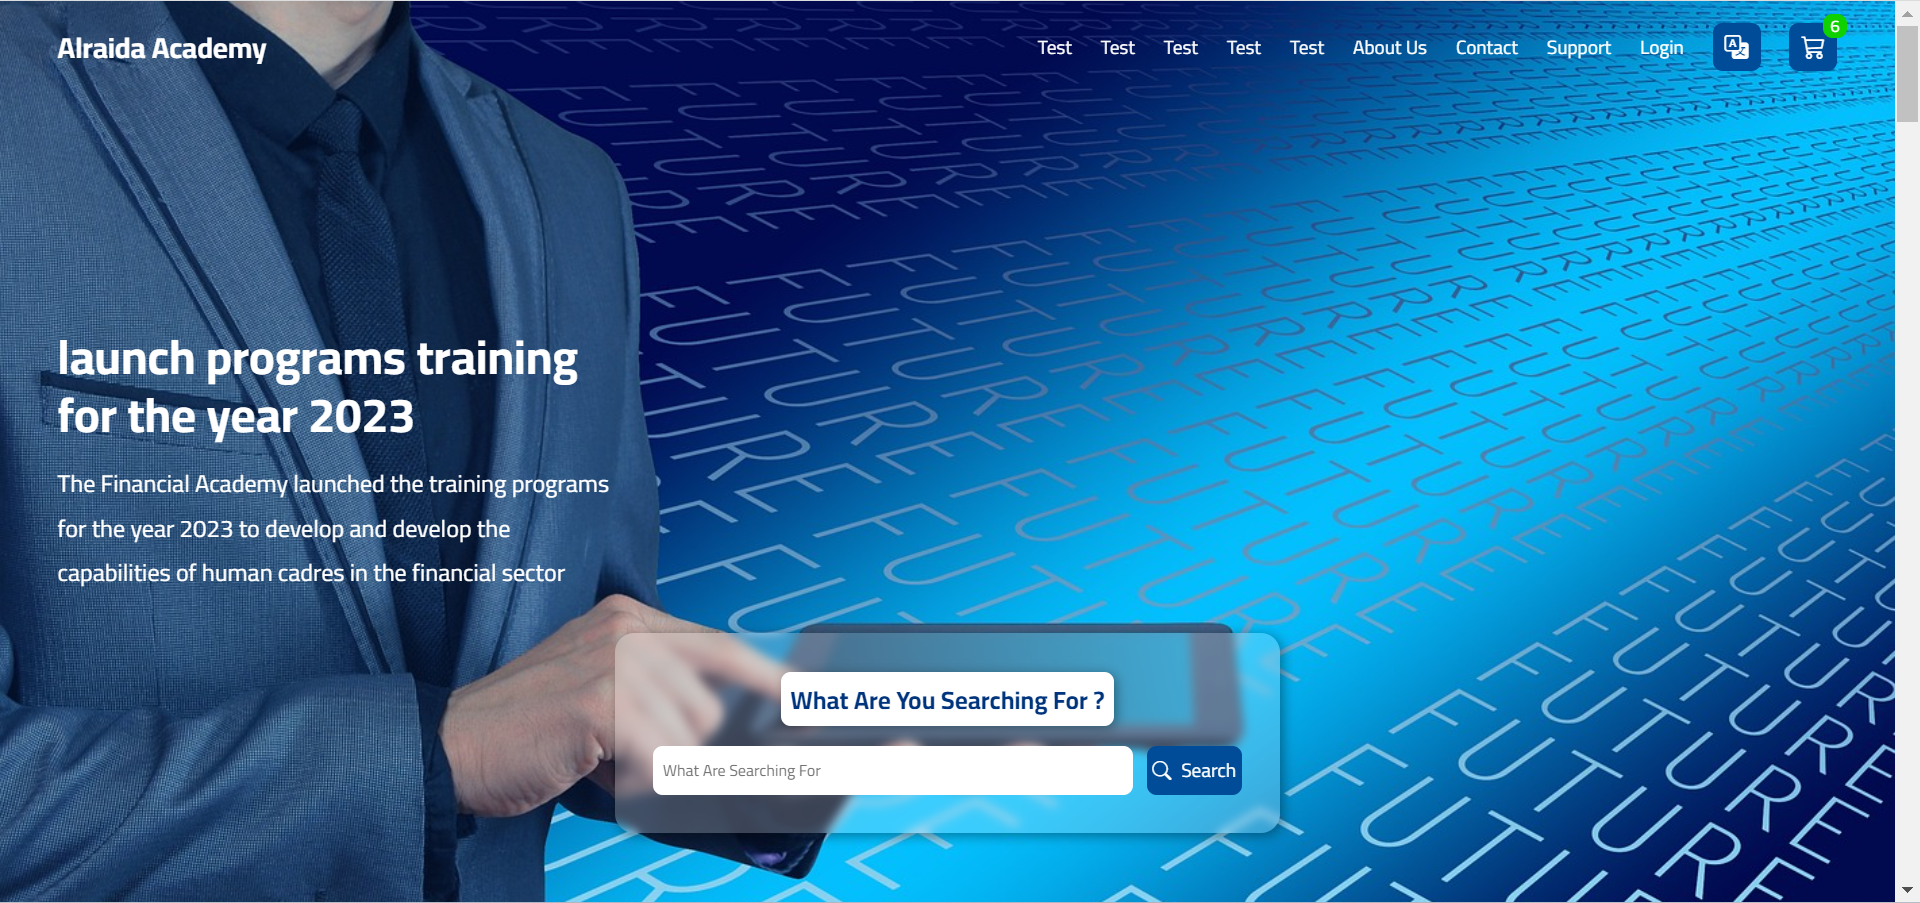 Alraida Academy
Test Test Test Test Test About Us Contact Support Login 6
launch programs training
for the year 2023
The Financial Academy launched the training programs
for the year 2023 to develop and develop the
capabilities of human cadres in the financial sector
What Are You Searching For ?
What Are Searching For
Search
FUTURE